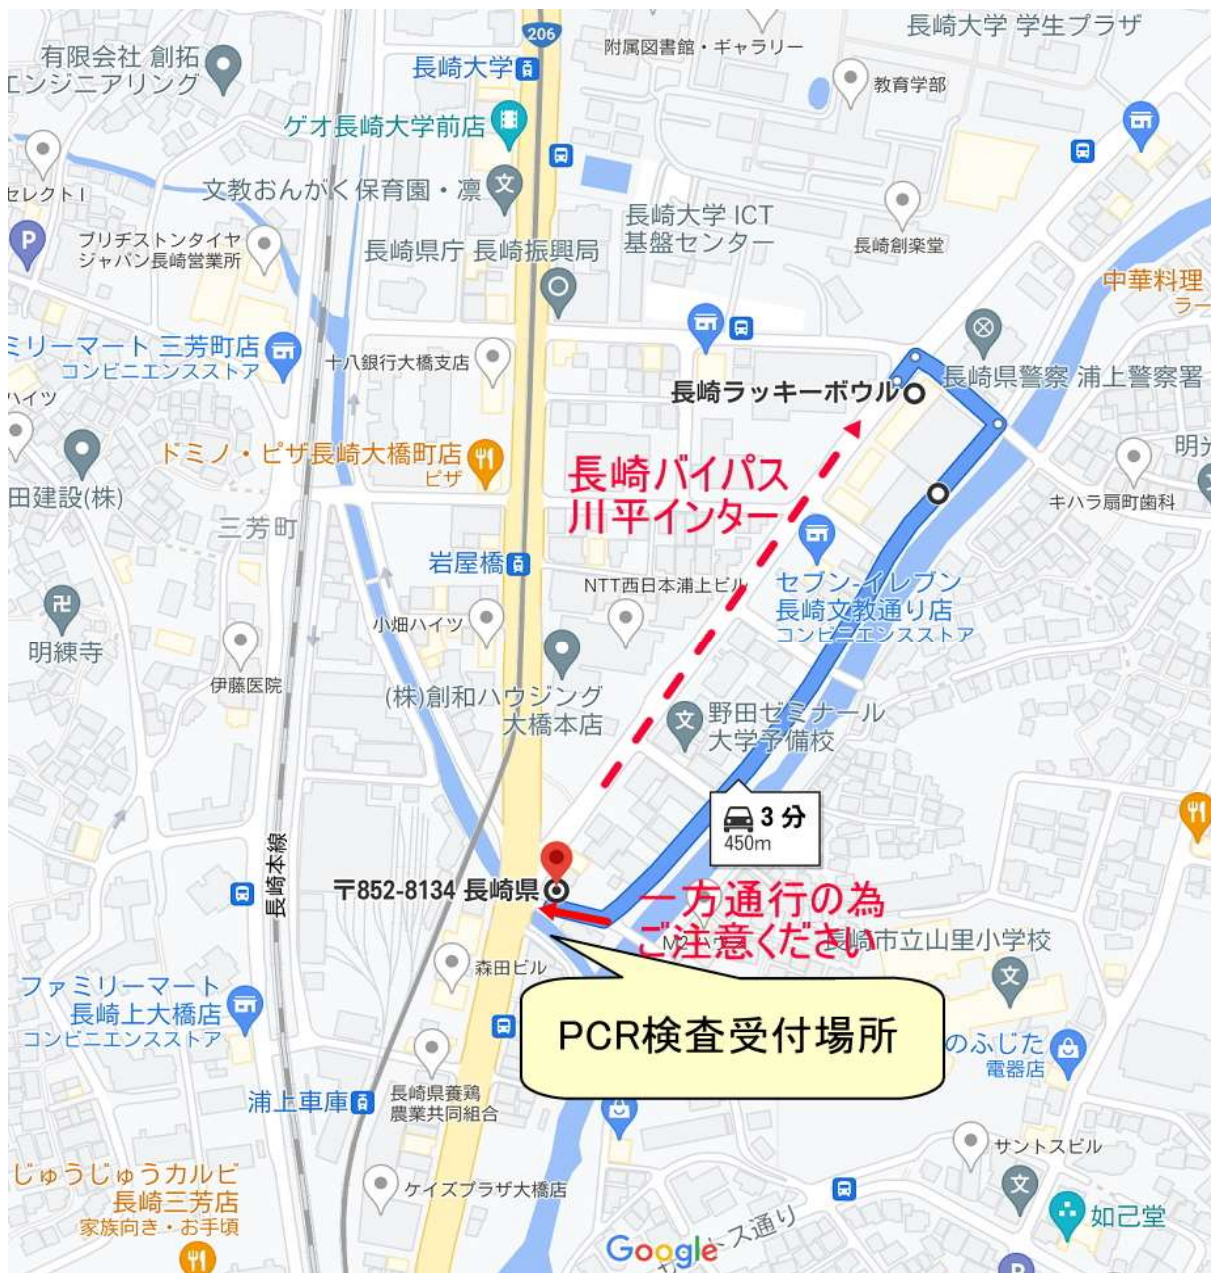 206
長崎大学 学生プラザ
附属図書館・ギャラリー
有限会社 創拓
エンジニアリング
長崎大学
教育学部
ゲオ長崎大学前店
セレクトI
文教おんがく保育園・凛
長崎大学 ICT
基盤センター
長崎創楽堂
P
ブリヂストンタイヤ
ジャパン長崎営業所
長崎県庁 長崎振興局
中華料理
ラー
ミリーマート 三芳町店
コンビニエンスストア
十八銀行大橋支店
長崎県警察 浦上警察署
長崎ラッキーボウル
ハイツ
ドミノ・ピザ長崎大橋町店
ピザ
長崎バイパス
川平インター
明光
田建設(株)
三芳町
キハラ扇町歯科
岩屋橋
NTT西日本浦上ビル
セブン-イレブン
長崎文教通り店
コンビニエンスストア
小畑ハイツ
明練寺
伊藤医院
(株)創和ハウジング
大橋本店
野田ゼミナール
大学予備校
3 分
450m
長崎本線
〒852-8134 長崎県
一方通行の為
ご注意ください
長崎市立山里小学校
森田ビル
ファミリーマート
長崎上大橋店
コンビニエンスストア
PCR検査受付場所
のふじた
電器店
浦上車庫
長崎県養鶏
農業共同組合
サントスビル
じゅうじゅうカルビ
長崎三芳店
家族向き・お手頃
ケイズプラザ大橋店
如己堂
Google
トス通り
P